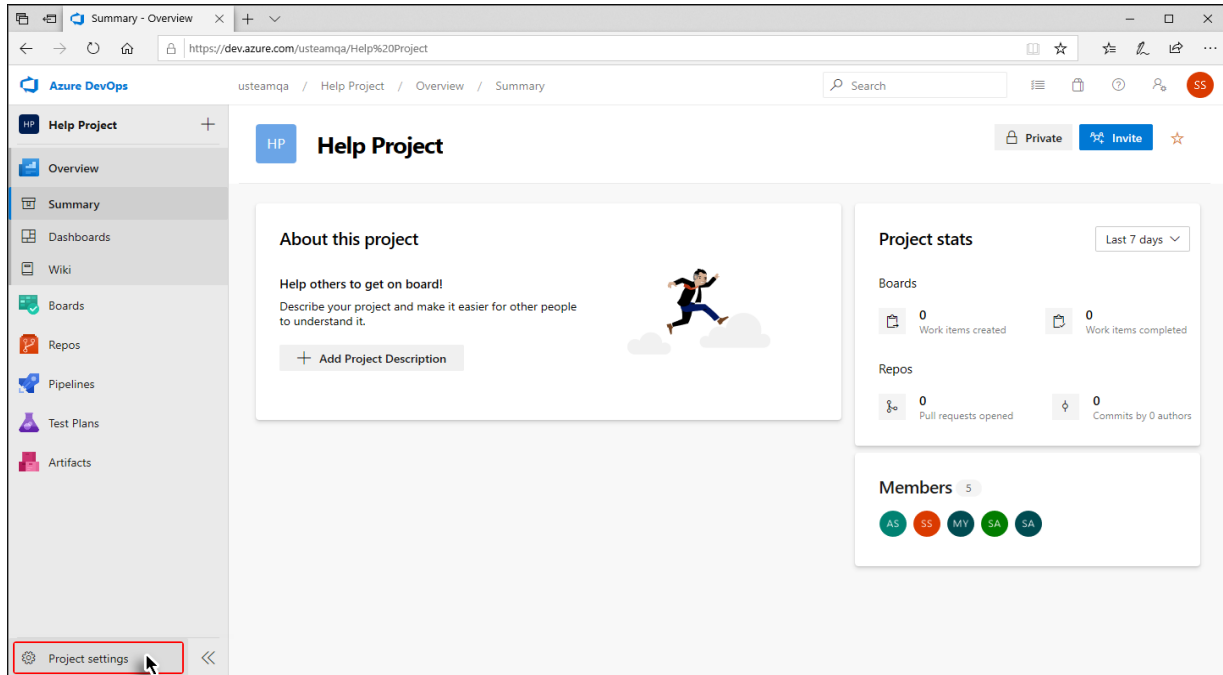 Summary - Overview
https://dev.azure.com/usteamqa/Help%20Project
Azure DevOps
usteamqa / Help Project / Overview / Summary
Search
SS
HP
Help Project
Overview
Summary
Dashboards
Wiki
Boards
Repos
Pipelines
Test Plans
Artifacts
Project settings
HP
Help Project
Private
Invite
About this project
Help others to get on board!
Describe your project and make it easier for other people
to understand it.
Add Project Description
Project stats
Last 7 days
Boards
0
Work items created
0
Work items completed
Repos
0
Pull requests opened
0
Commits by 0 authors
Members 5
AS SS MY SA SA